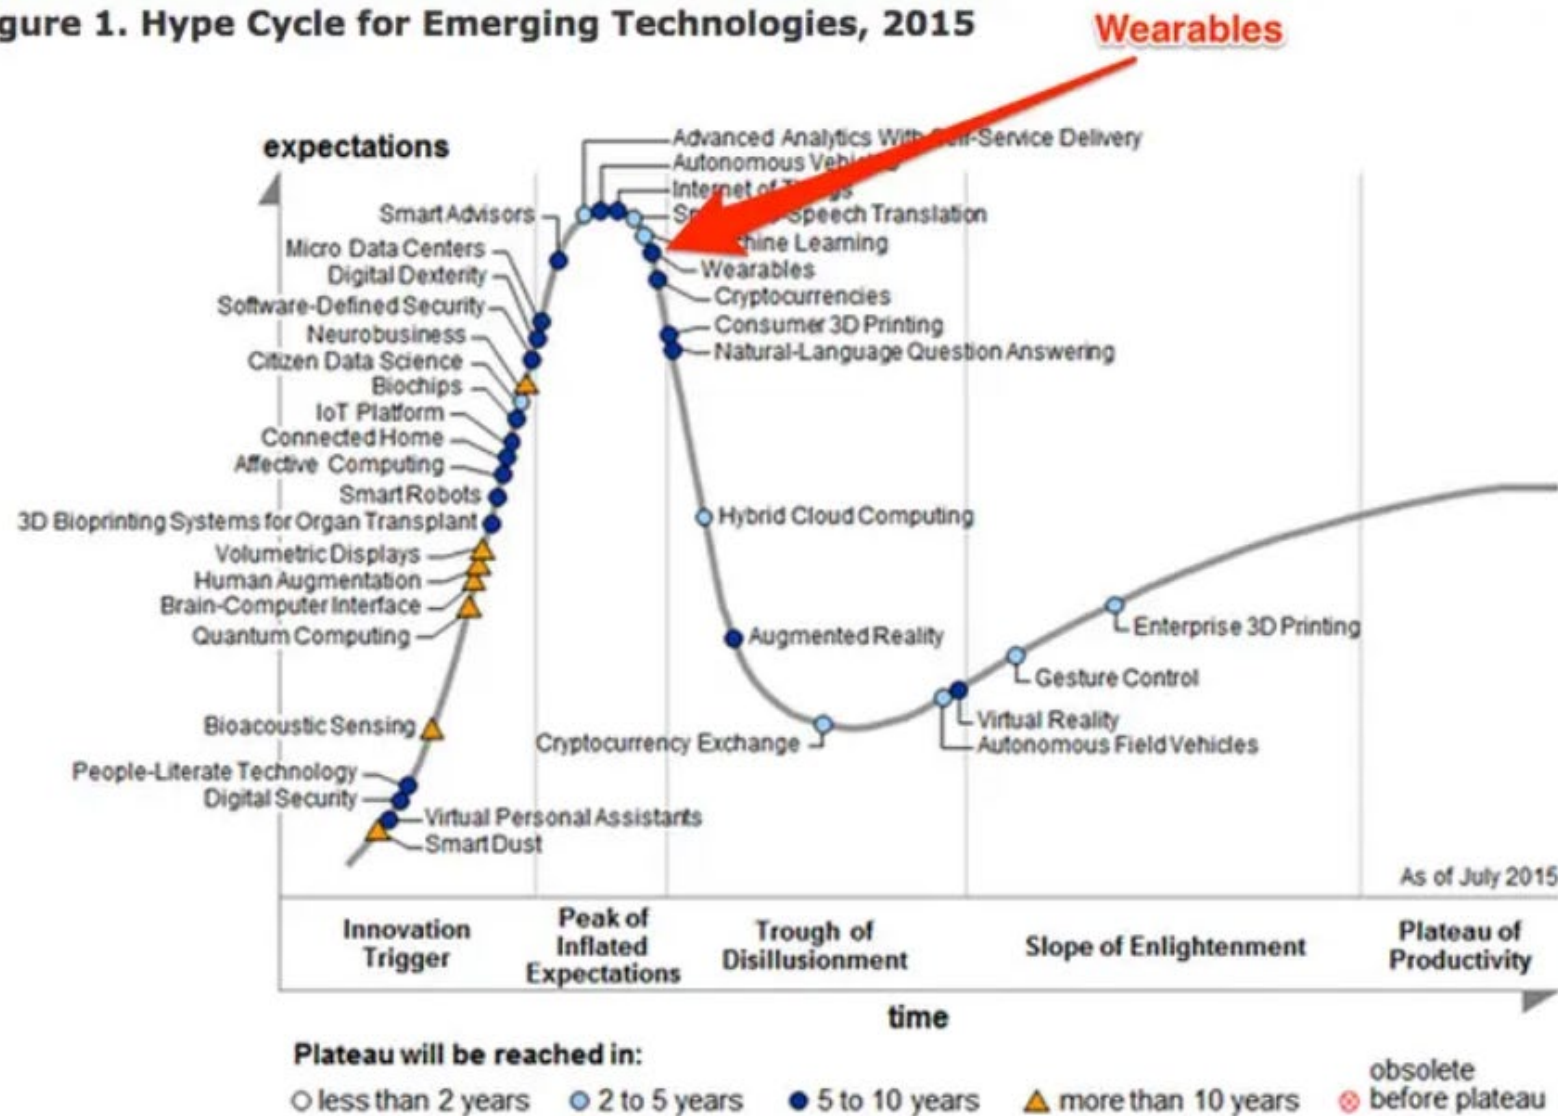 gure 1. Hype Cycle for Emerging Technologies, 2015
Wearables
expectations
Advanced Analytics With Self-Service Delivery
Autonomous Vehicles
Internet of Things
Smart Advisors
Speech Translation
Micro Data Centers
Learning
Digital Dexterity
Wearables
Software-Defined Security
Cryptocurrencies
Neurobusiness
Consumer 3D Printing
Citizen Data Science
Natural-Language Question Answering
Biochips
IoT Platform
Connected Home
Affective Computing
Smart Robots
3D Bioprinting Systems for Organ Transplant
Hybrid Cloud Computing
Volumetric Displays
Human Augmentation
Brain-Computer Interface
Quantum Computing
Augmented Reality
Enterprise 3D Printing
Gesture Control
Bioacoustic Sensing
Virtual Reality
Cryptocurrency Exchange
Autonomous Field Vehicles
People-Literate Technology
Digital Security
Virtual Personal Assistants
Smart Dust
As of July 2015
Innovation
Trigger
Peak of
Inflated
Expectations
Trough of
Disillusionment
Slope of Enlightenment
Plateau of
Productivity
time
Plateau will be reached in:
less than 2 years
2 to 5 years
5 to 10 years
more than 10 years
obsolete
before plateau